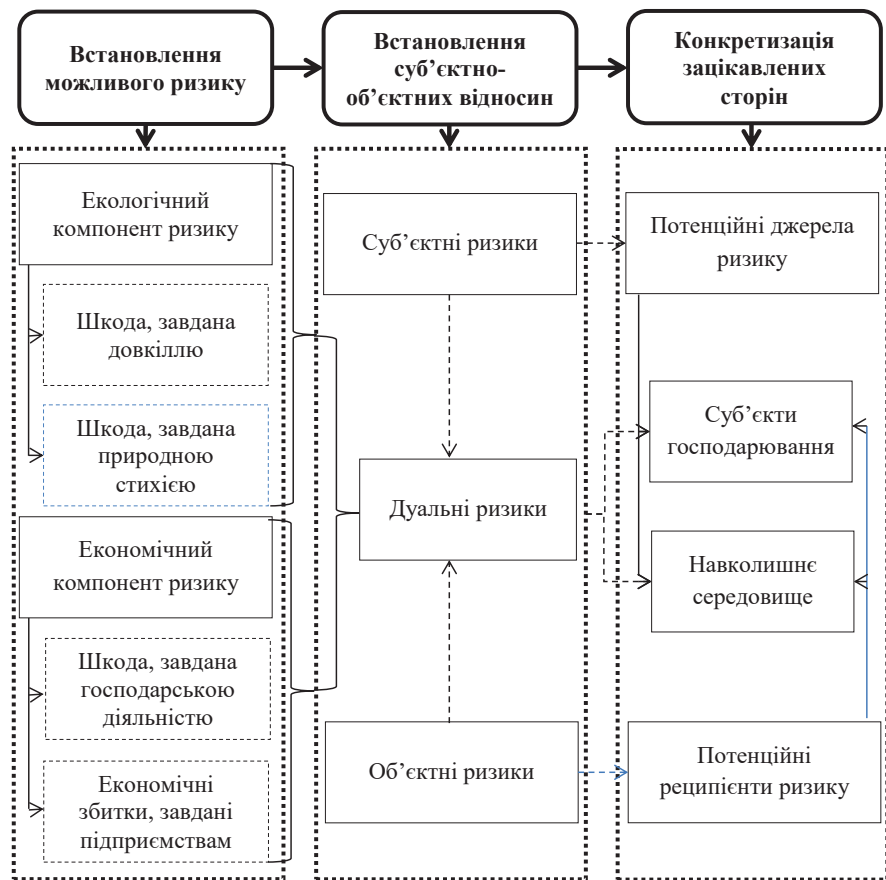 Встановлення
можливого ризику
Встановлення
суб’єктно-
об’єктних відносин
Конкретизація
зацікавлених
сторін
Екологічний
компонент ризику
Шкода, завдана
довкіллю
Шкода, завдана
природною
стихією
Економічний
компонент ризику
Шкода, завдана
господарською
діяльністю
Економічні
збитки, завдані
підприємствам
Суб’єктні ризики
Дуальні ризики
Об’єктні ризики
Потенційні джерела
ризику
Суб’єкти
господарювання
Навколишнє
середовище
Потенційні
реципієнти ризику